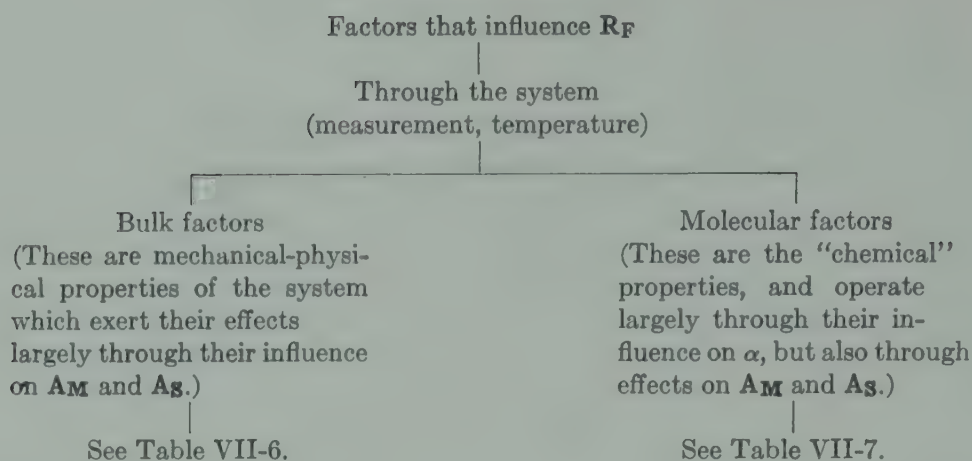 Factors that influence RF
Through the system
(measurement, temperature)
Bulk factors
(These are mechanical-physi-
cal properties of the system
which exert their effects
largely through their influence
on AM and AS.)
See Table VII-6.
Molecular factors
(These are the “chemical”
properties, and operate
largely through their in-
fluence on α, but also through
effects on AM and AS.)
See Table VII-7.